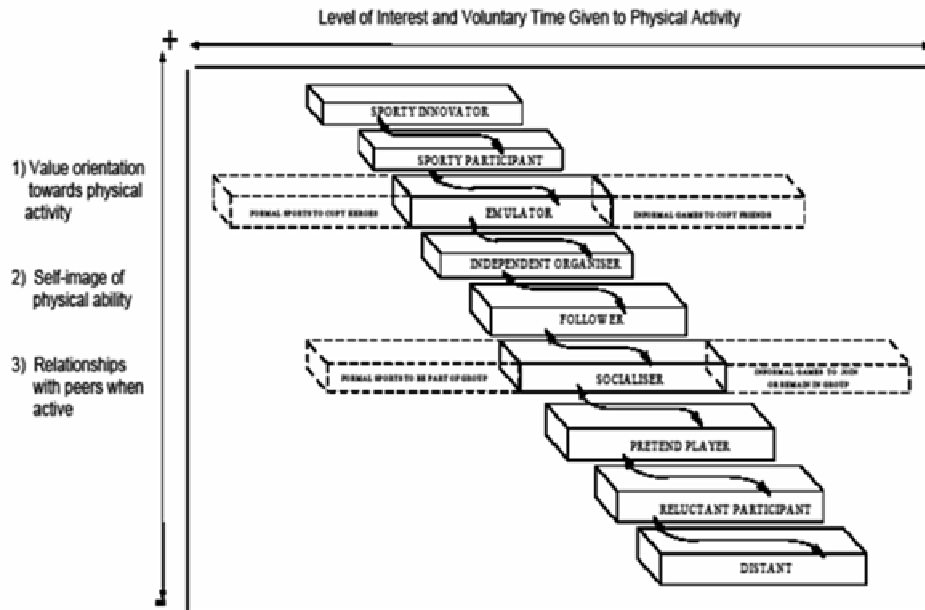 Level of Interest and Voluntary Time Given to Physical Activity
+
SPORTY INNOVATOR
SPORTY PARTICIPANT
1) Value orientation
towards physical
activity
FORMAL SPORTS TO COPY HEROES
EMULATOR
INFORMAL GAMES TO COPY FRIENDS
INDEPENDENT ORGANISER
2) Self-image of
physical ability
FOLLOWER
3) Relationships
with peers when
active
FORMAL SPORTS TO BE PART OF GROUP
SOCIALISER
INFORMAL GAMES TO JOIN
OR REMAIN IN GROUP
PRETEND PLAYER
RELUCTANT PARTICIPANT
DISTANT